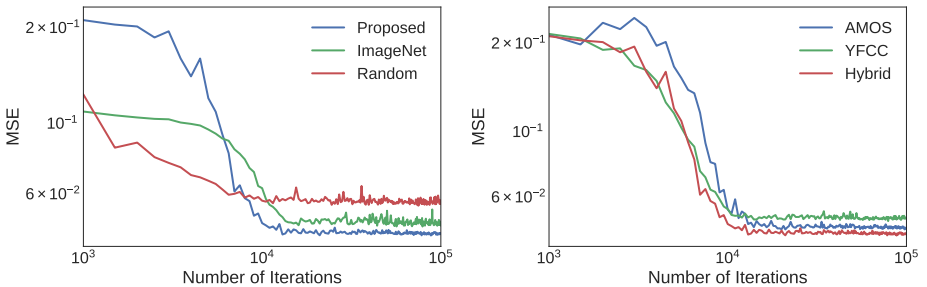 2 × 10⁻¹
10⁻¹
6 × 10⁻²
MSE
Proposed
ImageNet
Random
10³
10⁴
10⁵
Number of Iterations
2 × 10⁻¹
10⁻¹
6 × 10⁻²
MSE
AMOS
YFCC
Hybrid
10³
10⁴
10⁵
Number of Iterations